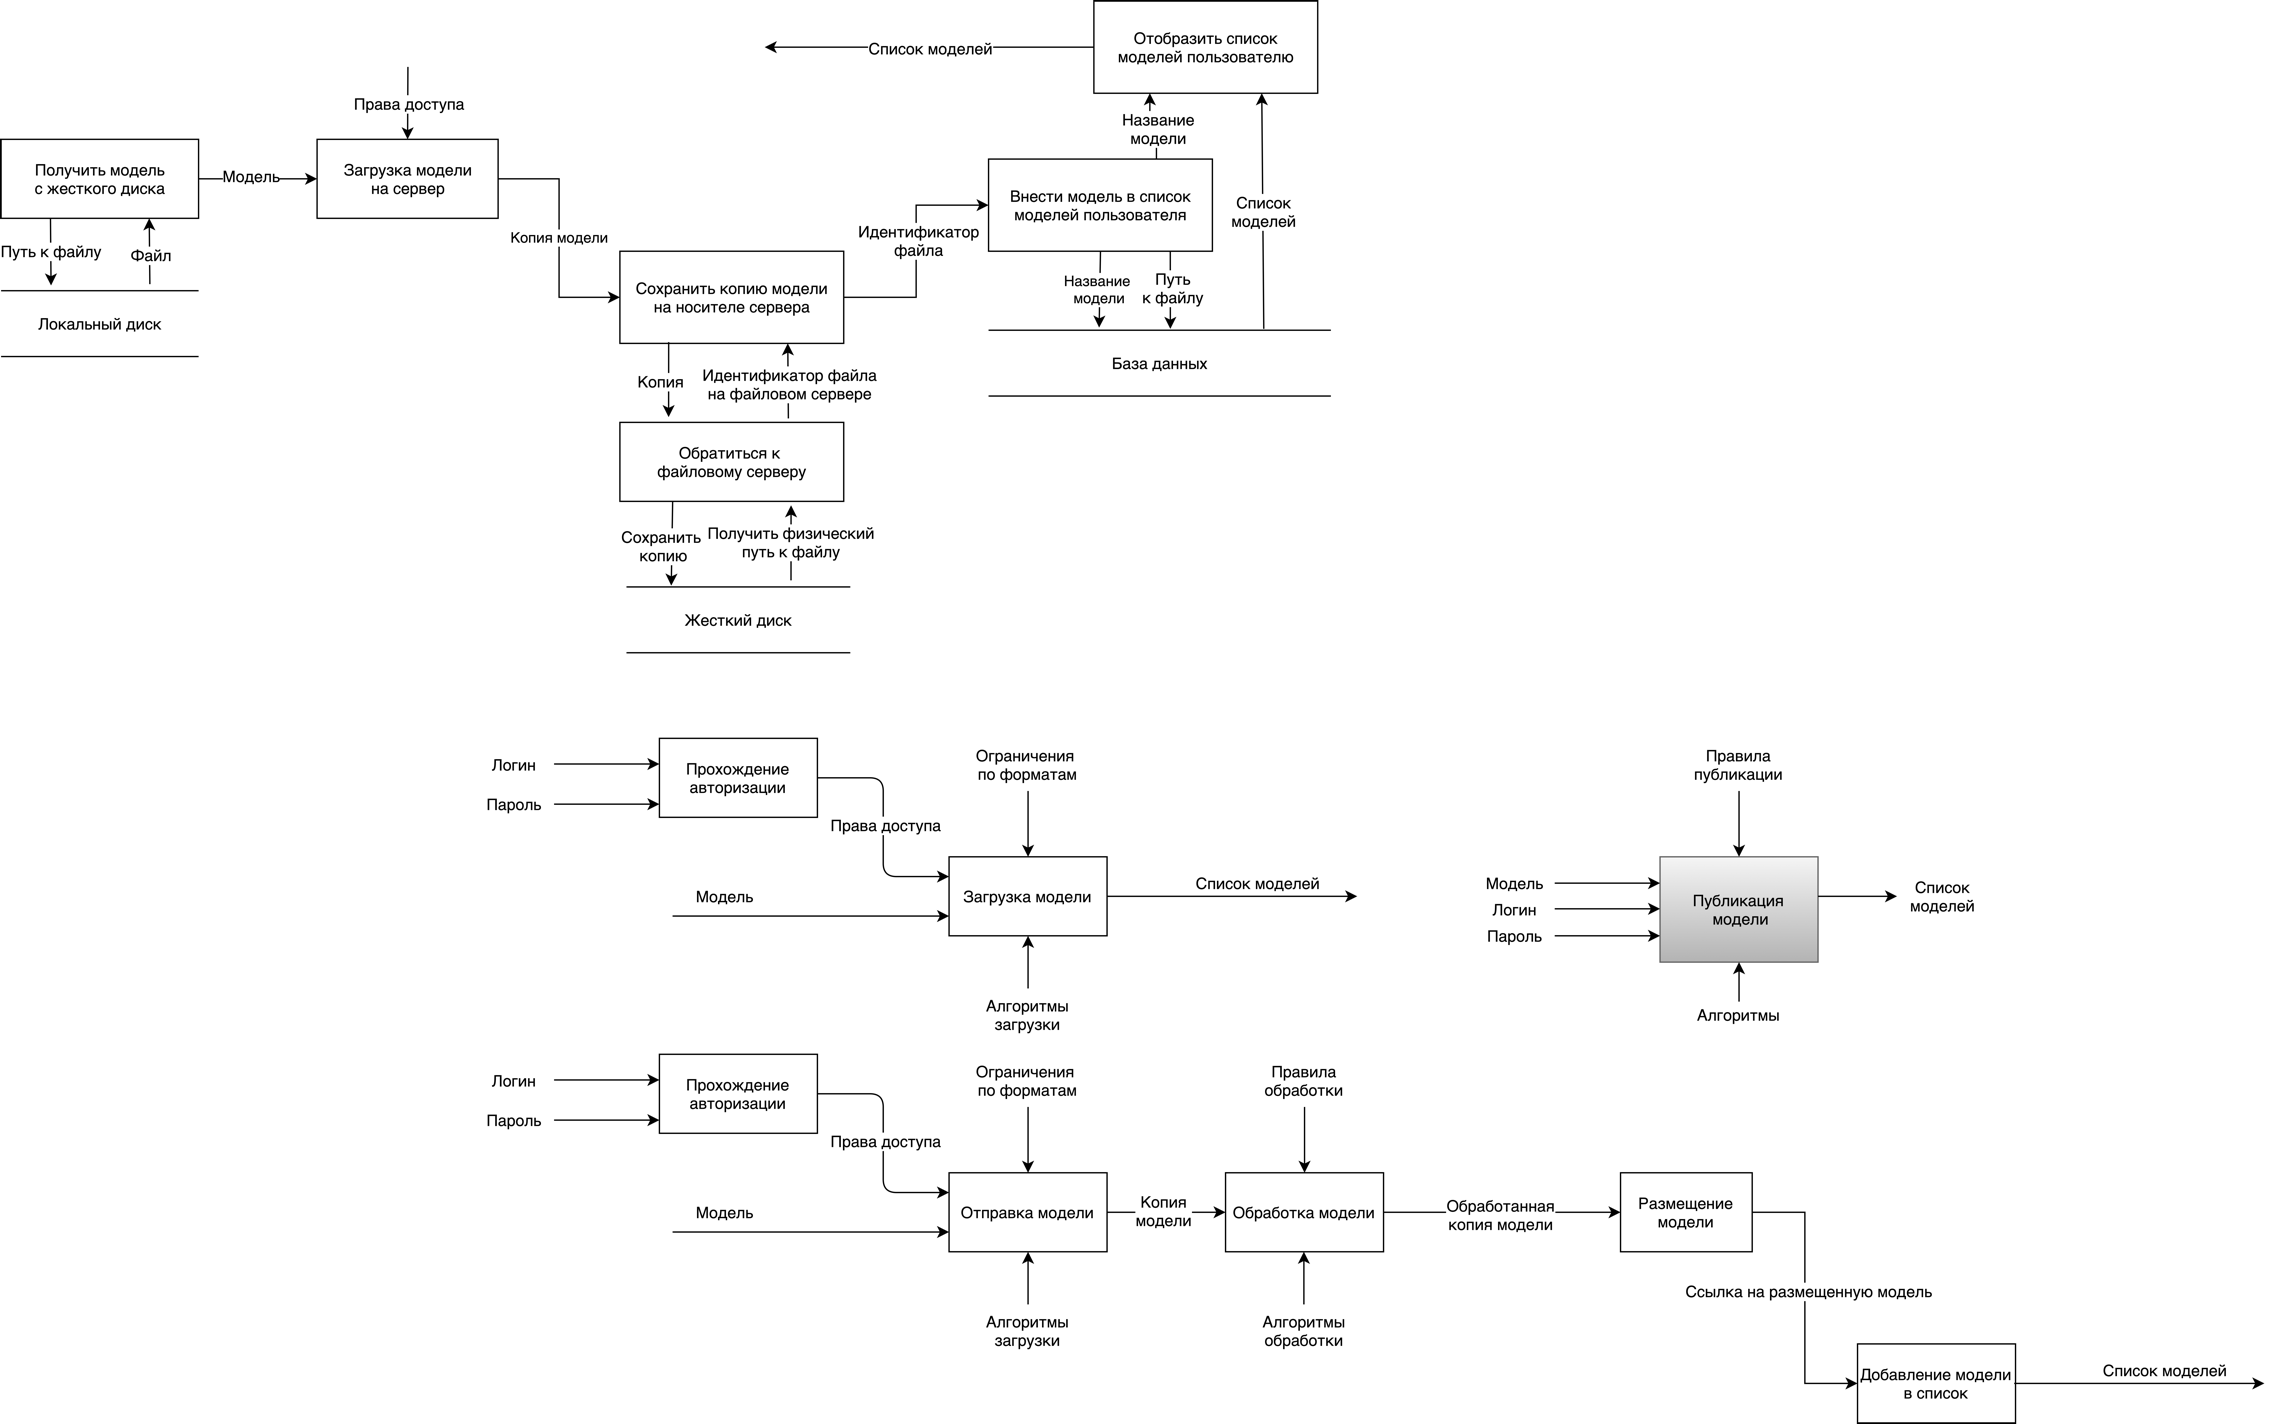 Отобразить список
моделей пользователю
Список моделей
Права доступа
Название
модели
Получить модель
с жесткого диска
Модель
Загрузка модели
на сервер
Внести модель в список
моделей пользователя
Список
моделей
Копия модели
Идентификатор
файла
Путь к файлу
Файл
Название
модели
Путь
к файлу
Сохранить копию модели
на носителе сервера
Локальный диск
База данных
Копия
Идентификатор файла
на файловом сервере
Обратиться к
файловому серверу
Сохранить
копию
Получить физический
путь к файлу
Жесткий диск
Логин
Пароль
Прохождение
авторизации
Права доступа
Ограничения
по форматам
Модель
Загрузка модели
Список моделей
Алгоритмы
загрузки
Правила
публикации
Модель
Логин
Пароль
Публикация
модели
Список
моделей
Алгоритмы
Логин
Пароль
Прохождение
авторизации
Права доступа
Ограничения
по форматам
Правила
обработки
Модель
Отправка модели
Копия
модели
Обработка модели
Обработанная
копия модели
Размещение
модели
Алгоритмы
загрузки
Алгоритмы
обработки
Ссылка на размещенную модель
Добавление модели
в список
Список моделей